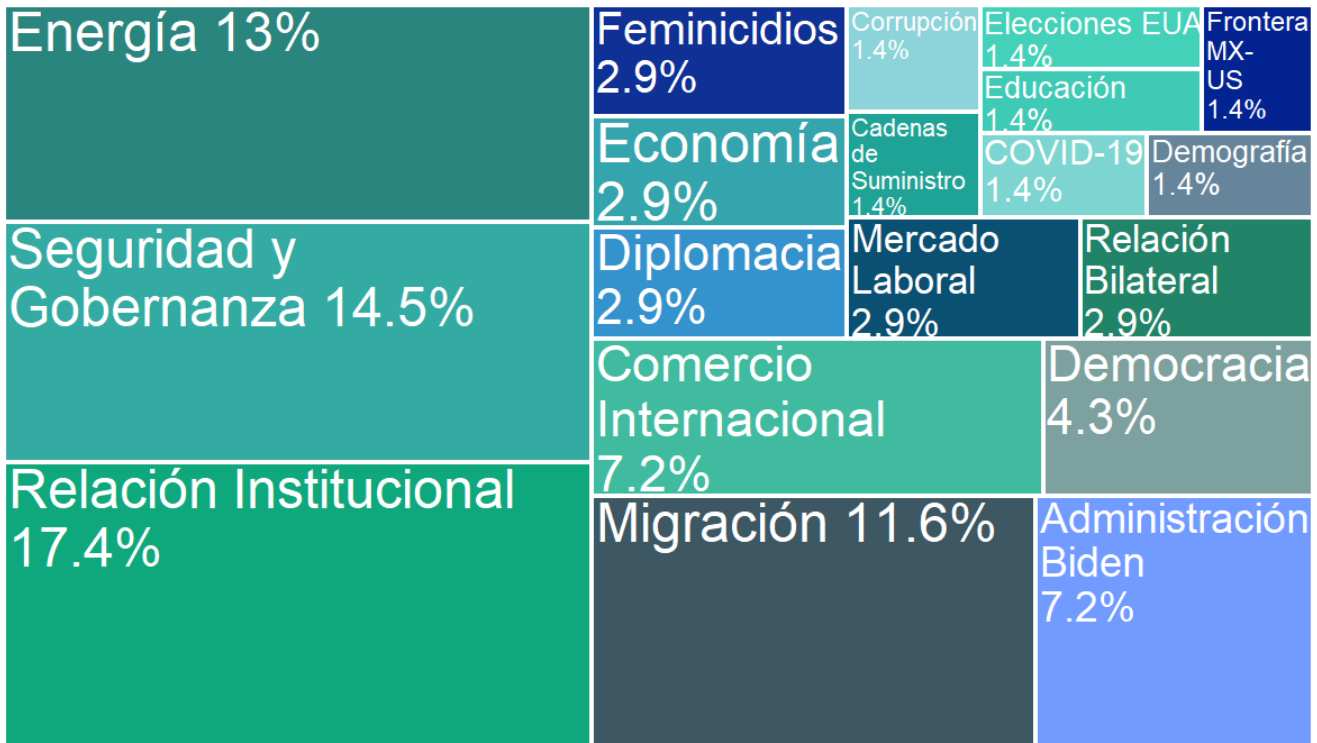 Energía 13%
Seguridad y
Gobernanza 14.5%
Relación Institucional
17.4%
Feminicidios
2.9%
Economía
2.9%
Diplomacia
2.9%
Corrupción
1.4%
Cadenas
de
Suministro
1.4%
Elecciones EUA
1.4%
Educación
1.4%
Frontera
MX-
US
1.4%
COVID-19
1.4%
Demografía
1.4%
Mercado
Laboral
2.9%
Relación
Bilateral
2.9%
Comercio
Internacional
7.2%
Democracia
4.3%
Migración 11.6%
Administración
Biden
7.2%